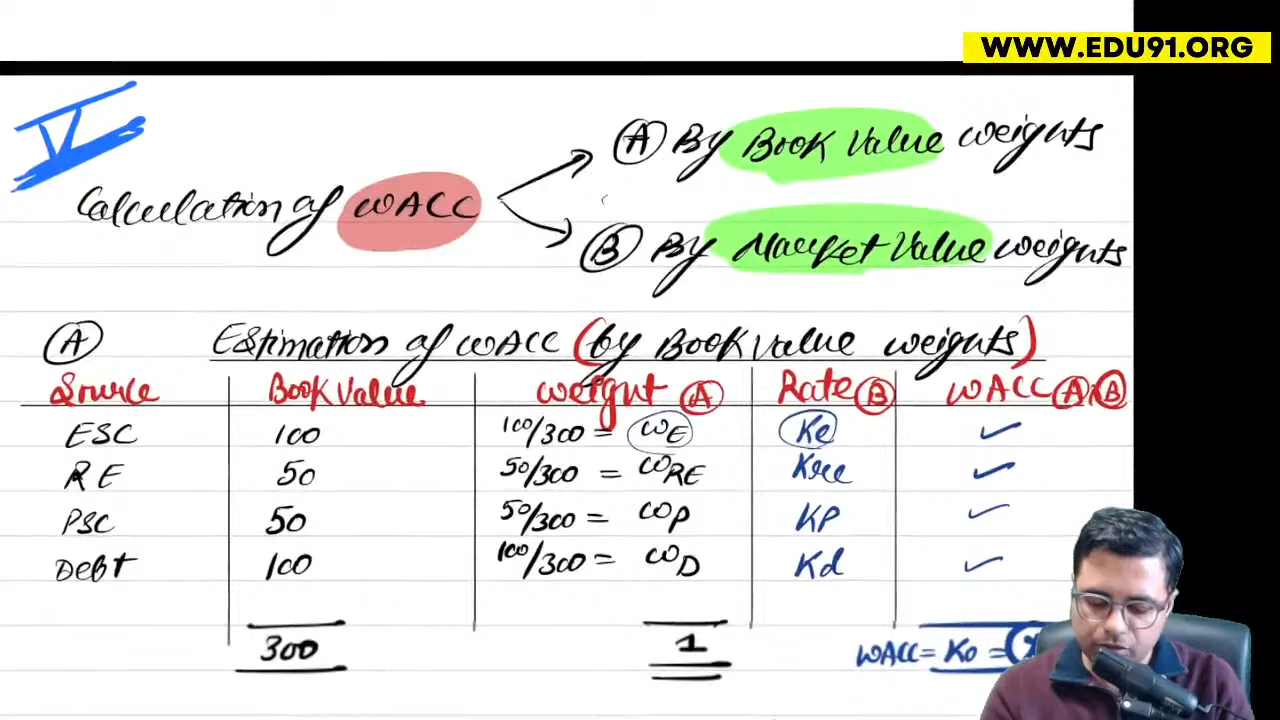 WWW.EDU91.ORG
V
Calculation of WACC
(A) By Book Value weights
(B) By Market Value weights
(A) Estimation of WACC (by Book Value weights)
Source Book Value Weight (A) Rate (B) WACC (A)x(B)
ESC 100 100/300 = WE Ke
RE 50 50/300 = WRE Kre
PSC 50 50/300 = WP KP
Debt 100 100/300 = WD Kd
300 1 WACC = Ko =